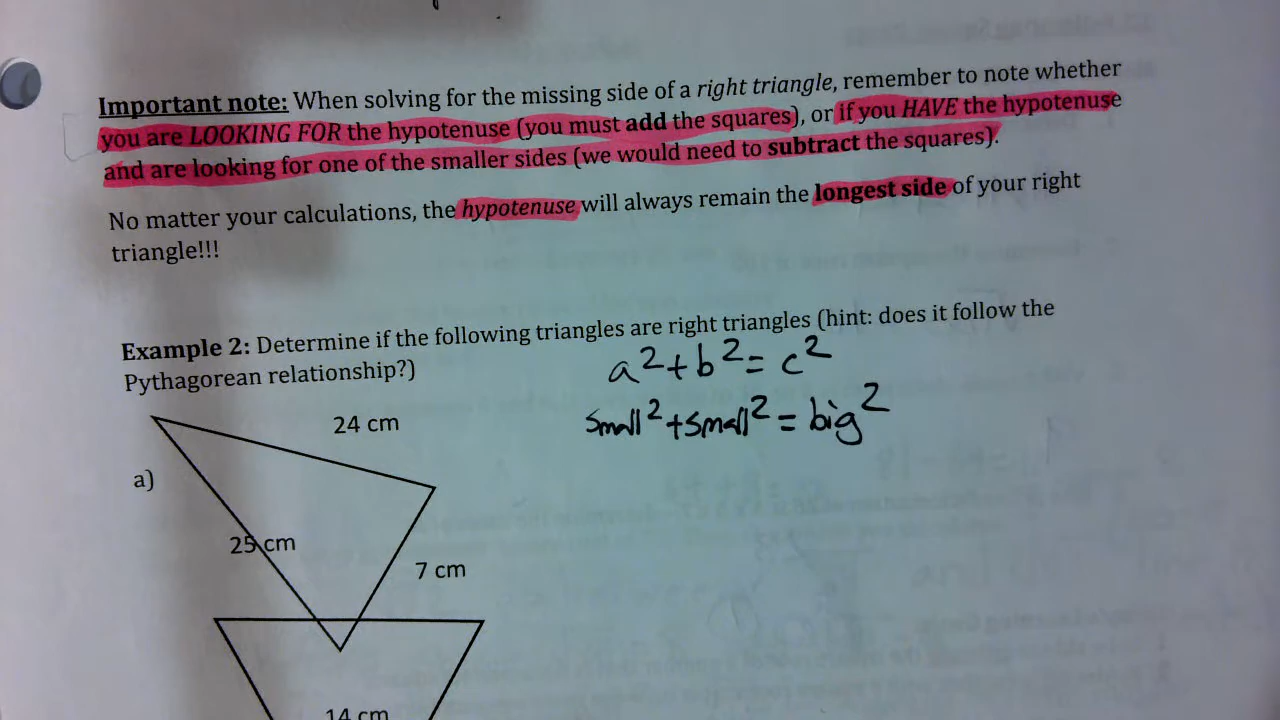 Important note: When solving for the missing side of a right triangle, remember to note whether
you are LOOKING FOR the hypotenuse (you must add the squares), or if you HAVE the hypotenuse
and are looking for one of the smaller sides (we would need to subtract the squares).
No matter your calculations, the hypotenuse will always remain the longest side of your right
triangle!!!
Example 2: Determine if the following triangles are right triangles (hint: does it follow the
Pythagorean relationship?)
a² + b² = c²
small² + small² = big²
24 cm
a)
25 cm
7 cm
14 cm